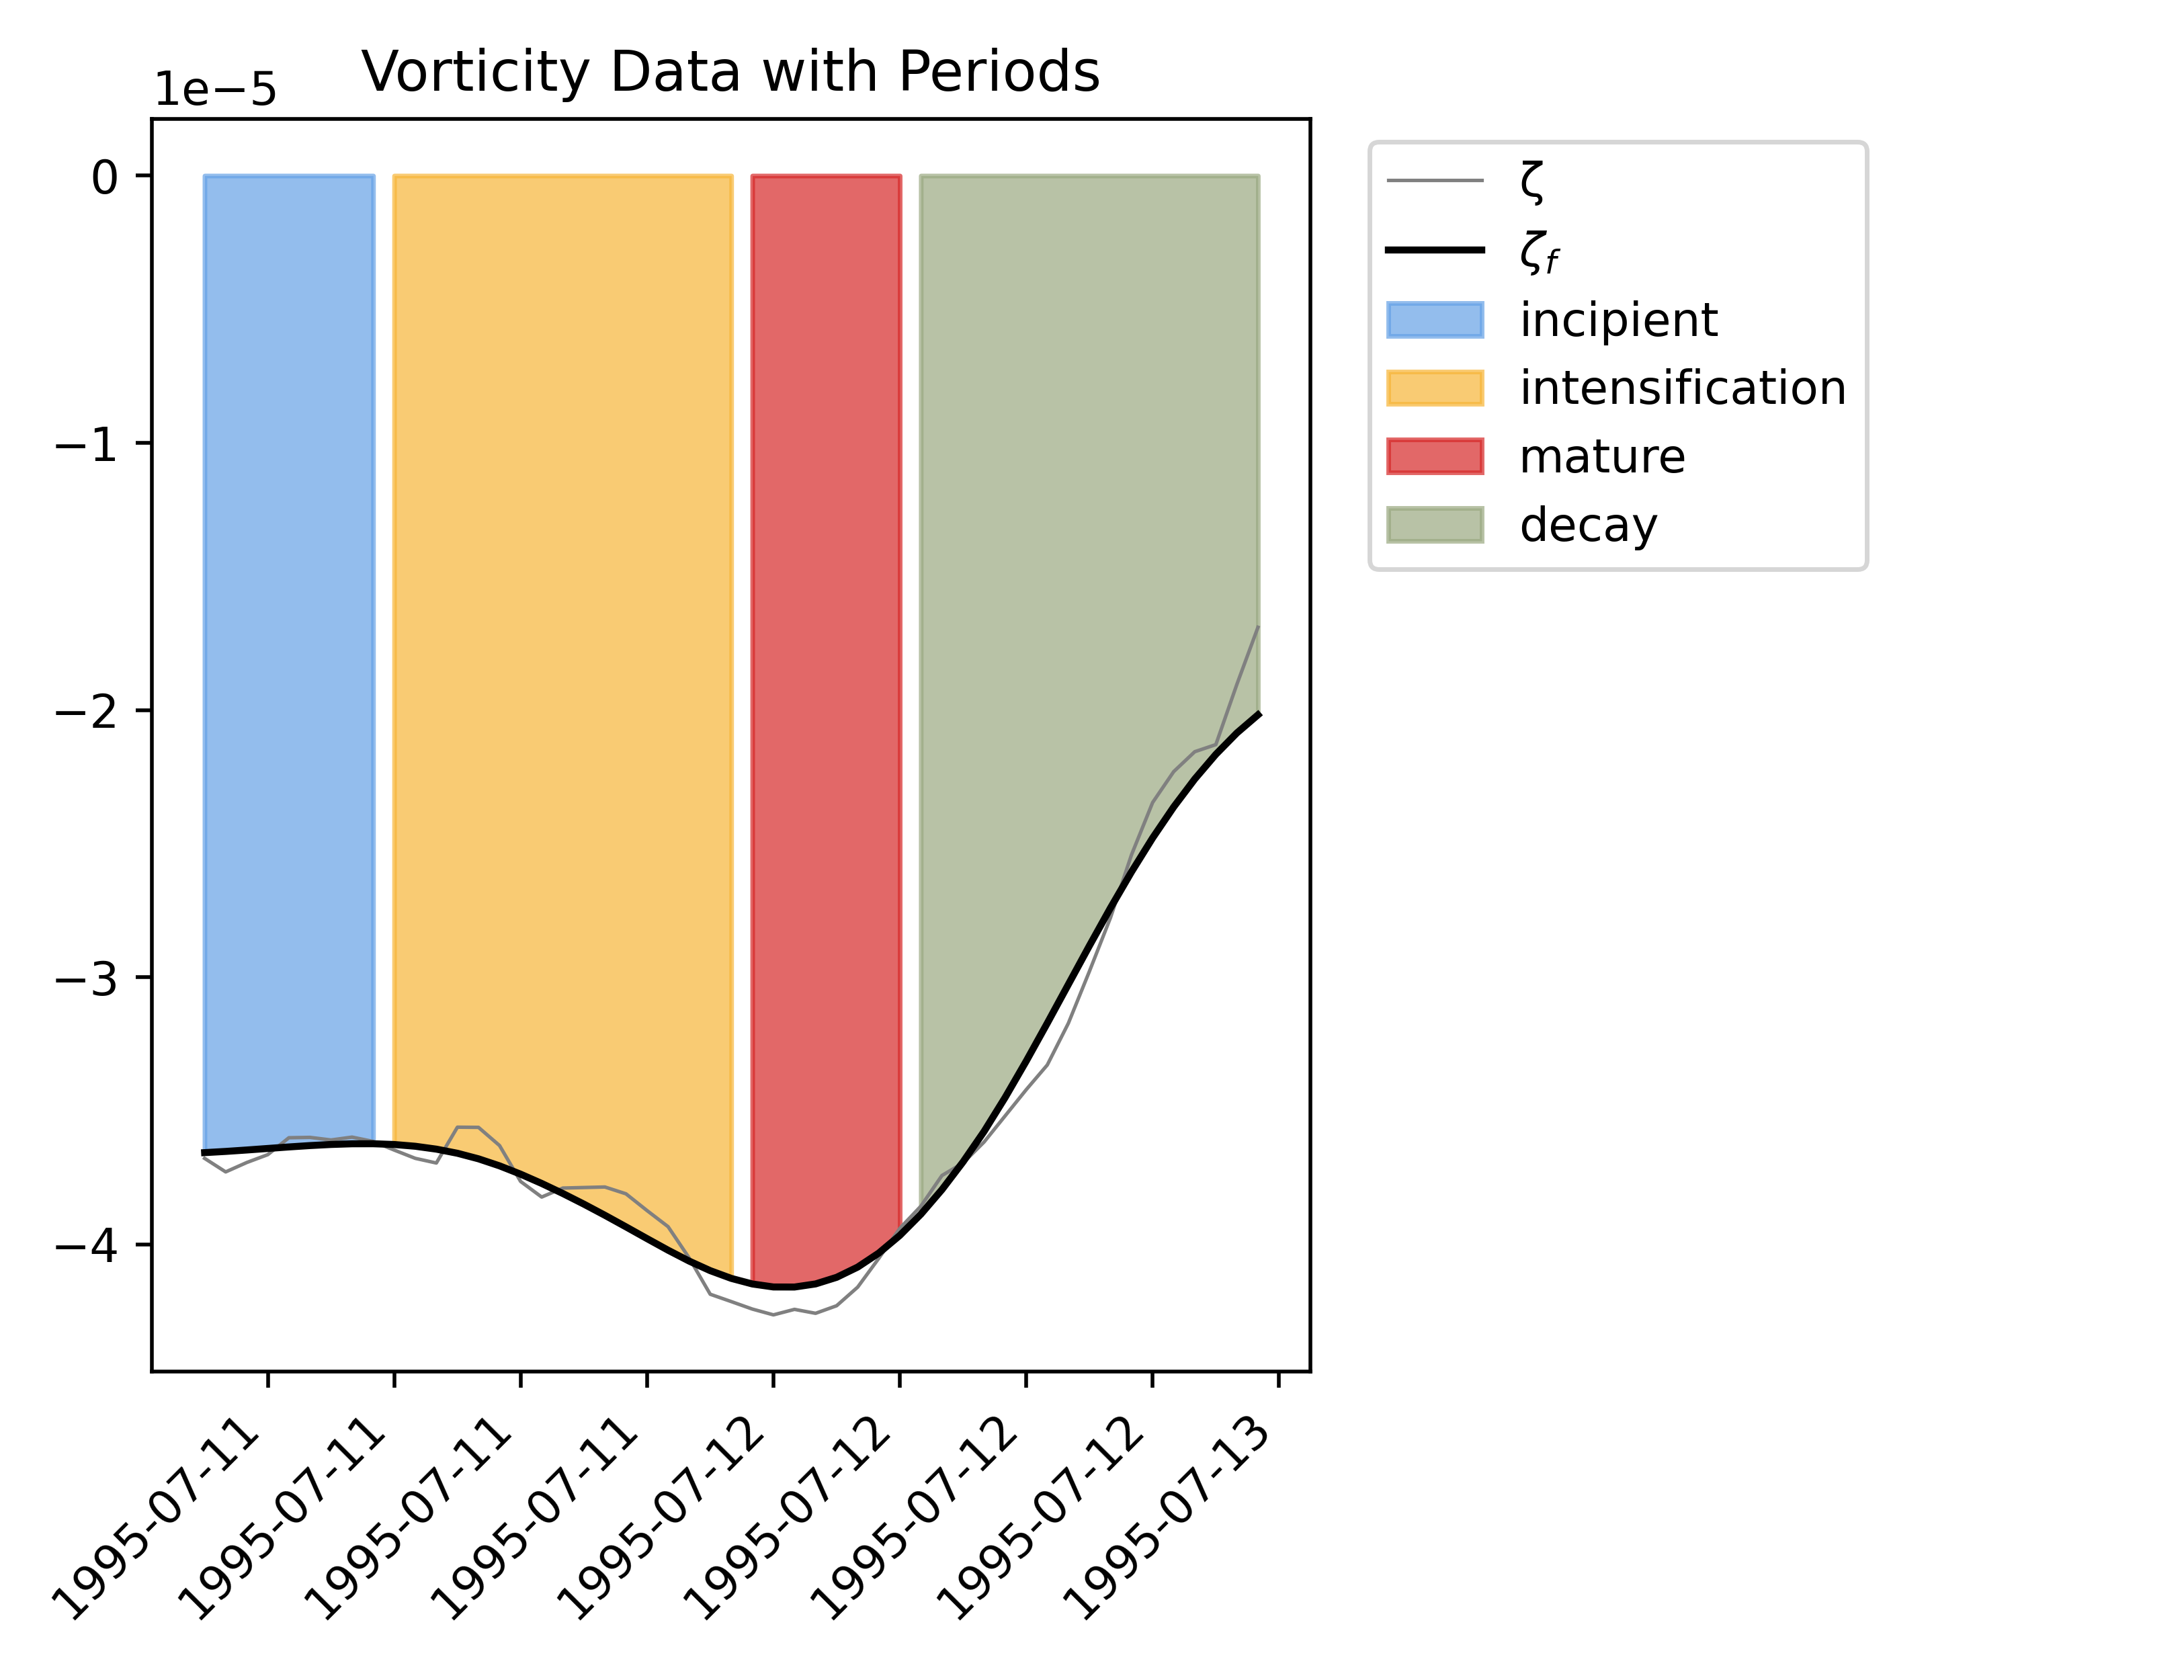 Vorticity Data with Periods
1e−5
0
−1
−2
−3
−4
1995-07-11
1995-07-11
1995-07-11
1995-07-11
1995-07-12
1995-07-12
1995-07-12
1995-07-12
1995-07-13
ζ
ζf
incipient
intensification
mature
decay